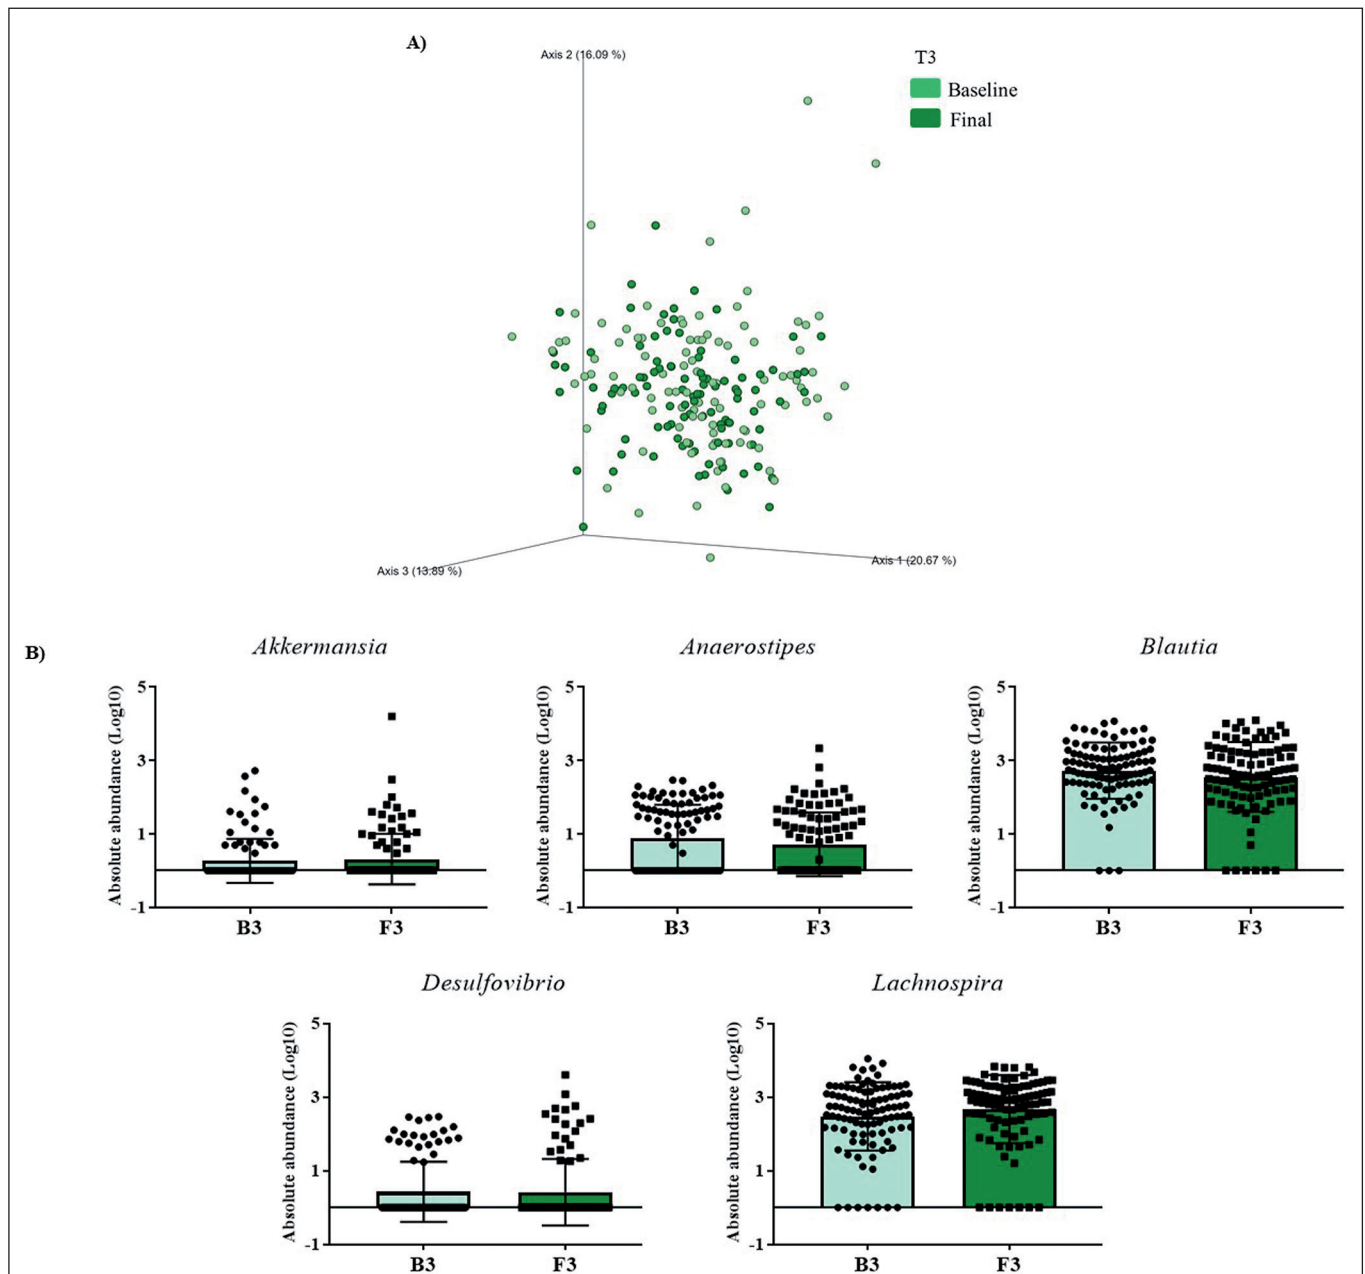 A)
Axis 2 (16.09 %)
T3
Baseline
Final
Axis 3 (13.89 %)
Axis 1 (20.67 %)
B)
Akkermansia
Absolute abundance (Log10)
5
3
1
-1
B3
F3
Anaerostipes
Absolute abundance (Log10)
5
3
1
-1
B3
F3
Blautia
Absolute abundance (Log10)
5
3
1
-1
B3
F3
Desulfovibrio
Absolute abundance (Log10)
5
3
1
-1
B3
F3
Lachnospira
Absolute abundance (Log10)
5
3
1
-1
B3
F3